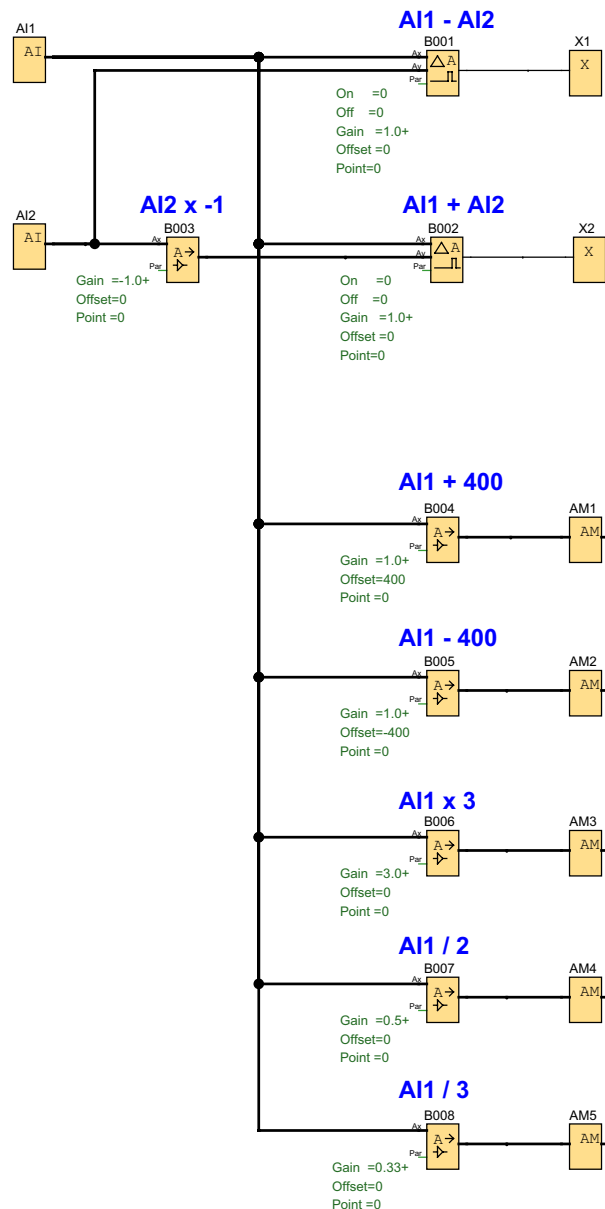 AI1 - AI2
AI1
B001
X1
AI
Ax
Ay
Par
A
X
On =0
Off =0
Gain =1.0+
Offset =0
Point=0
AI2 x -1
AI1 + AI2
AI2
B003
B002
X2
AI
Ax
Par
A
Ax
Ay
Par
A
X
Gain =-1.0+
Offset=0
Point =0
On =0
Off =0
Gain =1.0+
Offset =0
Point=0
AI1 + 400
B004
AM1
Ax
Par
A
AM
Gain =1.0+
Offset=400
Point =0
AI1 - 400
B005
AM2
Ax
Par
A
AM
Gain =1.0+
Offset=-400
Point =0
AI1 x 3
B006
AM3
Ax
Par
A
AM
Gain =3.0+
Offset=0
Point =0
AI1 / 2
B007
AM4
Ax
Par
A
AM
Gain =0.5+
Offset=0
Point =0
AI1 / 3
B008
AM5
Ax
Par
A
AM
Gain =0.33+
Offset=0
Point =0